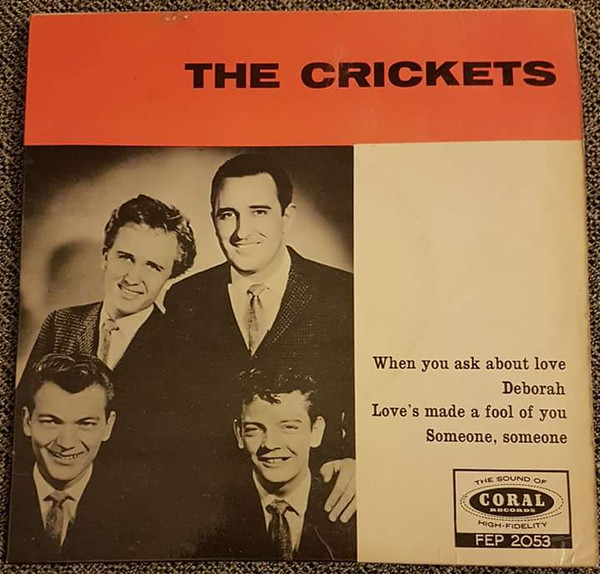 THE CRICKETS
When you ask about love
Deborah
Love's made a fool of you
Someone, someone
THE SOUND OF
CORAL
RECORDS
HIGH-FIDELITY
FEP 2053